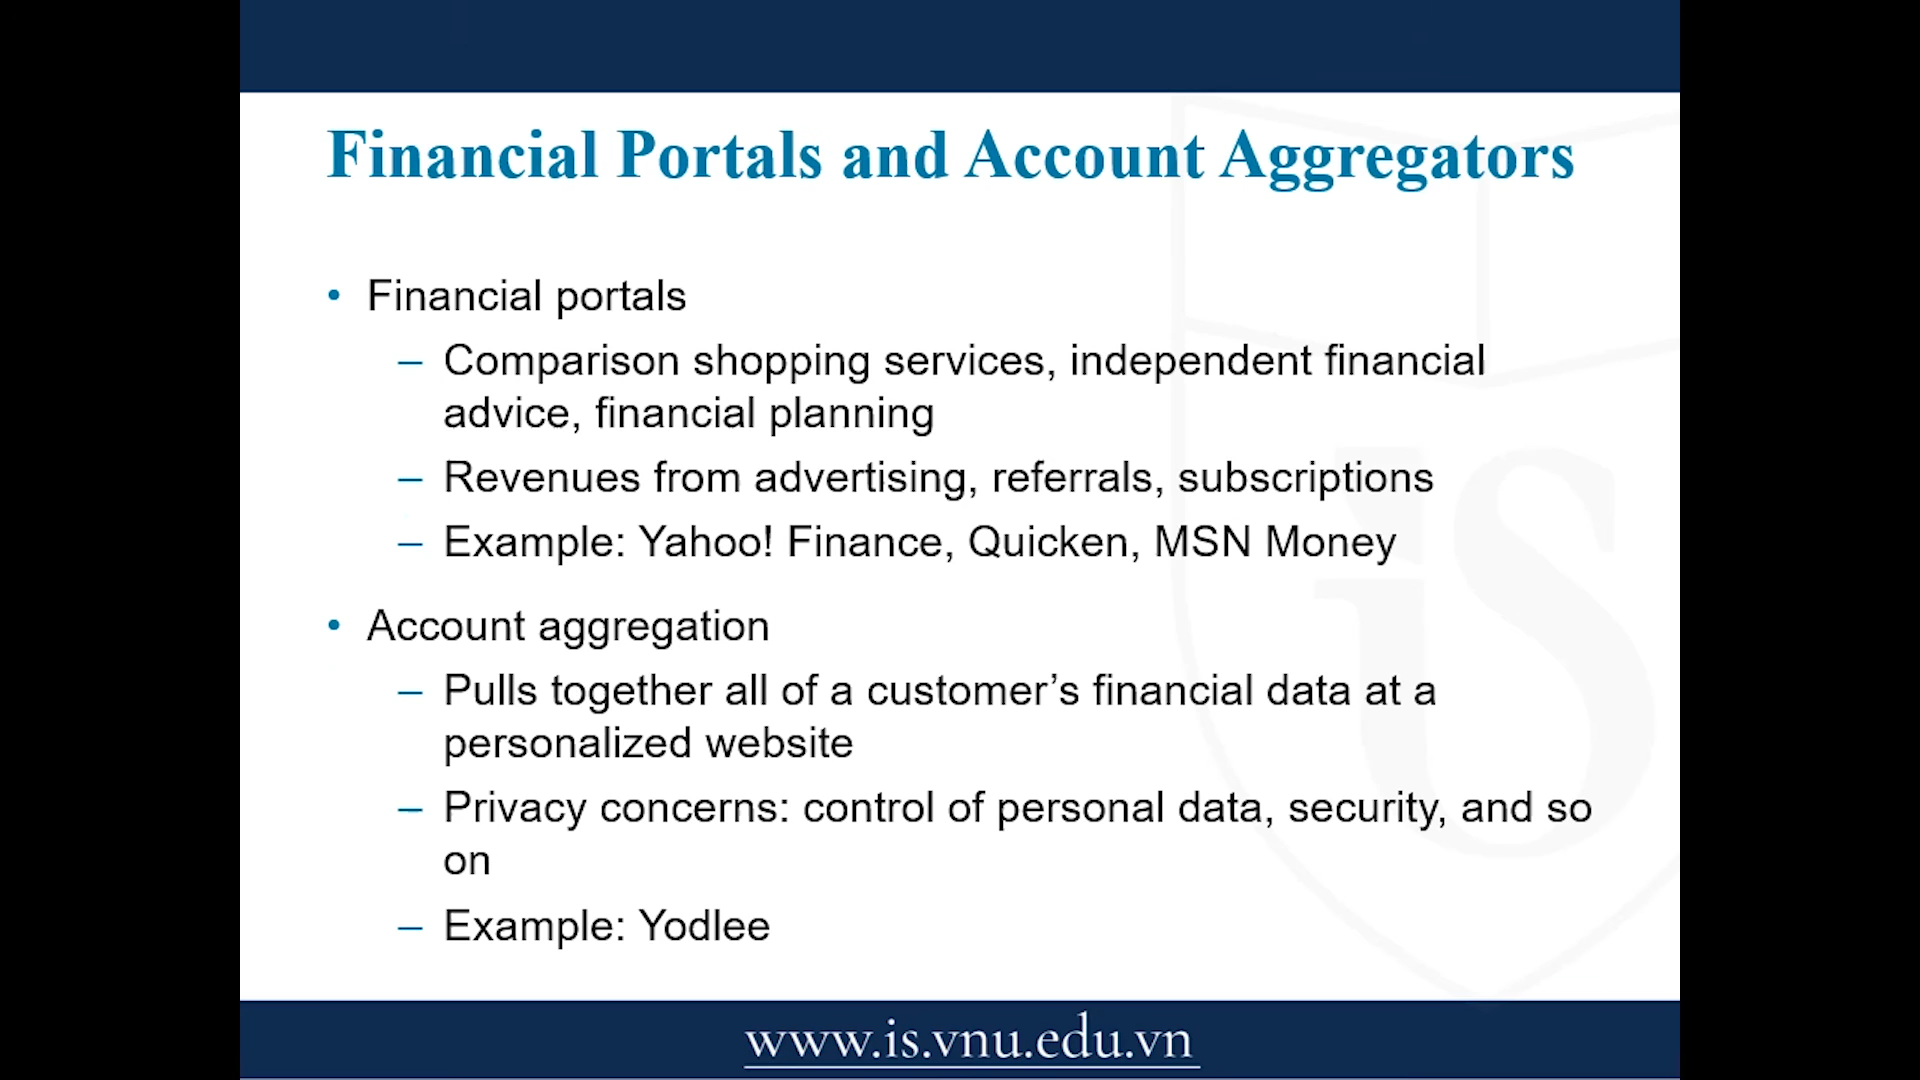 Financial Portals and Account Aggregators
• Financial portals
– Comparison shopping services, independent financial
advice, financial planning
– Revenues from advertising, referrals, subscriptions
– Example: Yahoo! Finance, Quicken, MSN Money
• Account aggregation
– Pulls together all of a customer’s financial data at a
personalized website
– Privacy concerns: control of personal data, security, and so
on
– Example: Yodlee
iS
www.is.vnu.edu.vn